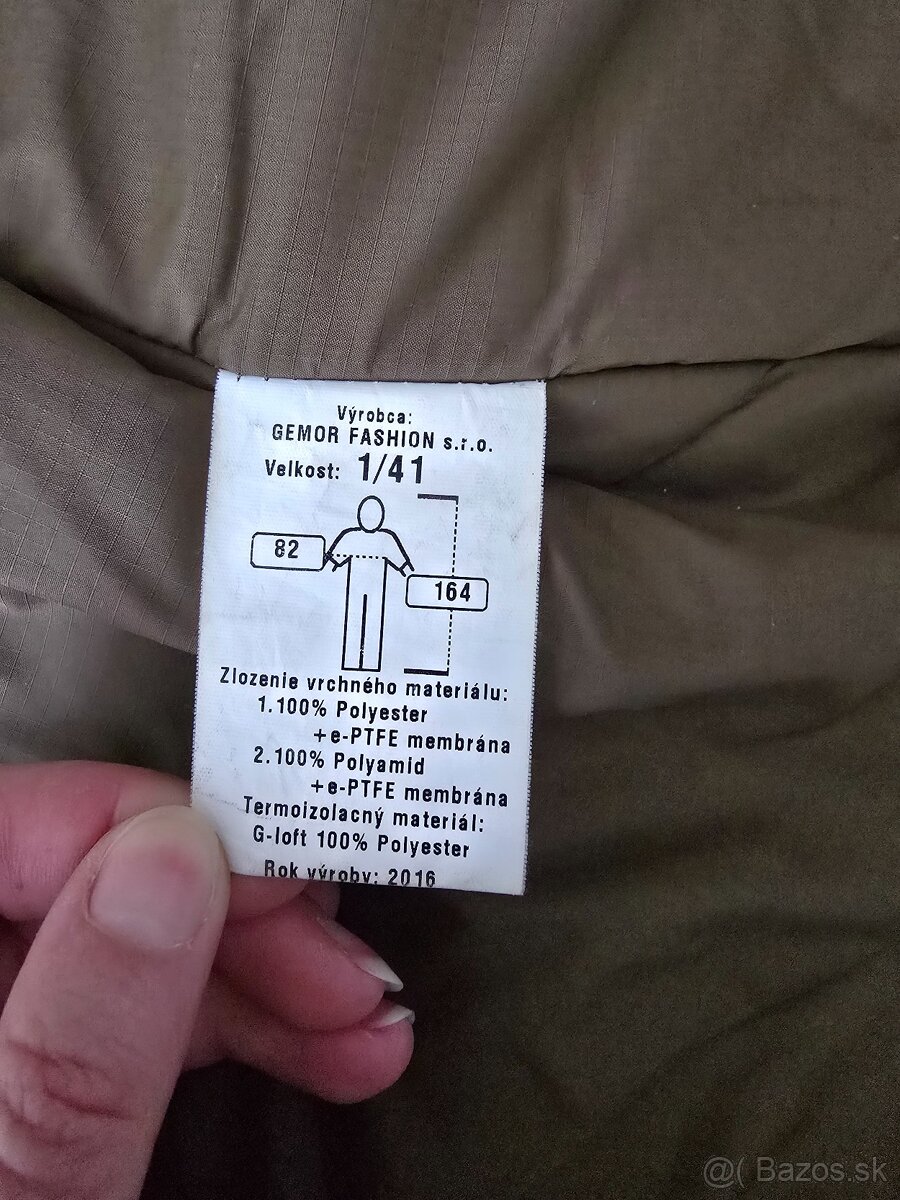 Výrobca:
GEMOR FASHION s.r.o.
Velkost: 1/41
82
164
Zlozenie vrchného materiálu:
1.100% Polyester
+e-PTFE membrána
2.100% Polyamid
+e-PTFE membrána
Termoizolacný materiál:
G-loft 100% Polyester
Rok výroby: 2016
@( Bazos.sk